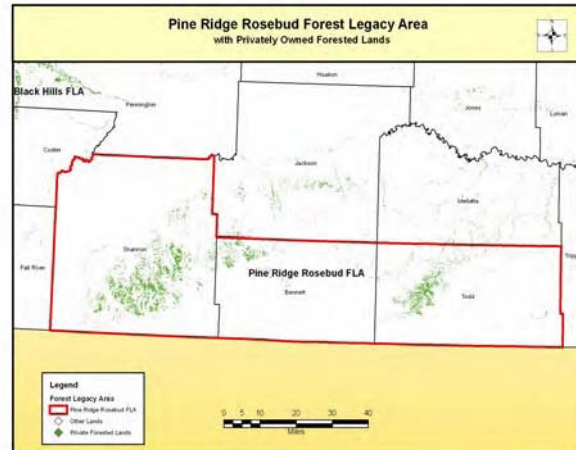 Pine Ridge Rosebud Forest Legacy Area
with Privately Owned Forested Lands
Haakon
Black Hills FLA
Pennington
Jones
Lyman
Custer
Jackson
Mellette
Shannon
Fall River
Pine Ridge Rosebud FLA
Tripp
Bennett
Todd
Legend
Forest Legacy Area
Pine Ridge Rosebud FLA
Other Lands
Private Forested Lands
0 5 10 20 30 40
Miles